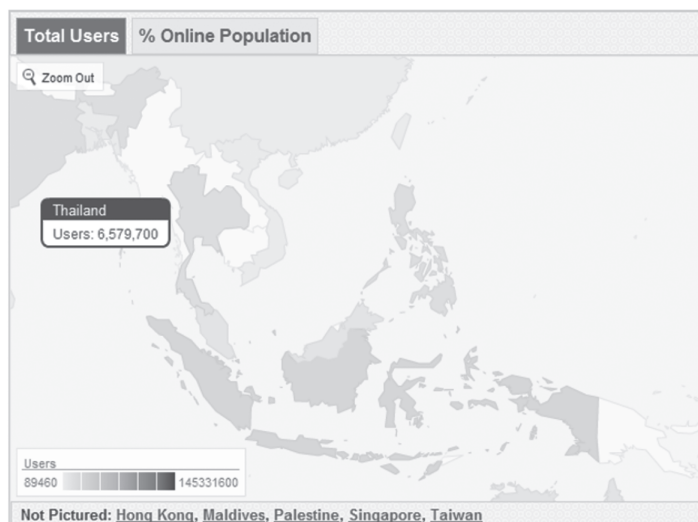 Total Users % Online Population
Zoom Out
Thailand
Users: 6,579,700
Users
89460 145331600
Not Pictured: Hong Kong, Maldives, Palestine, Singapore, Taiwan